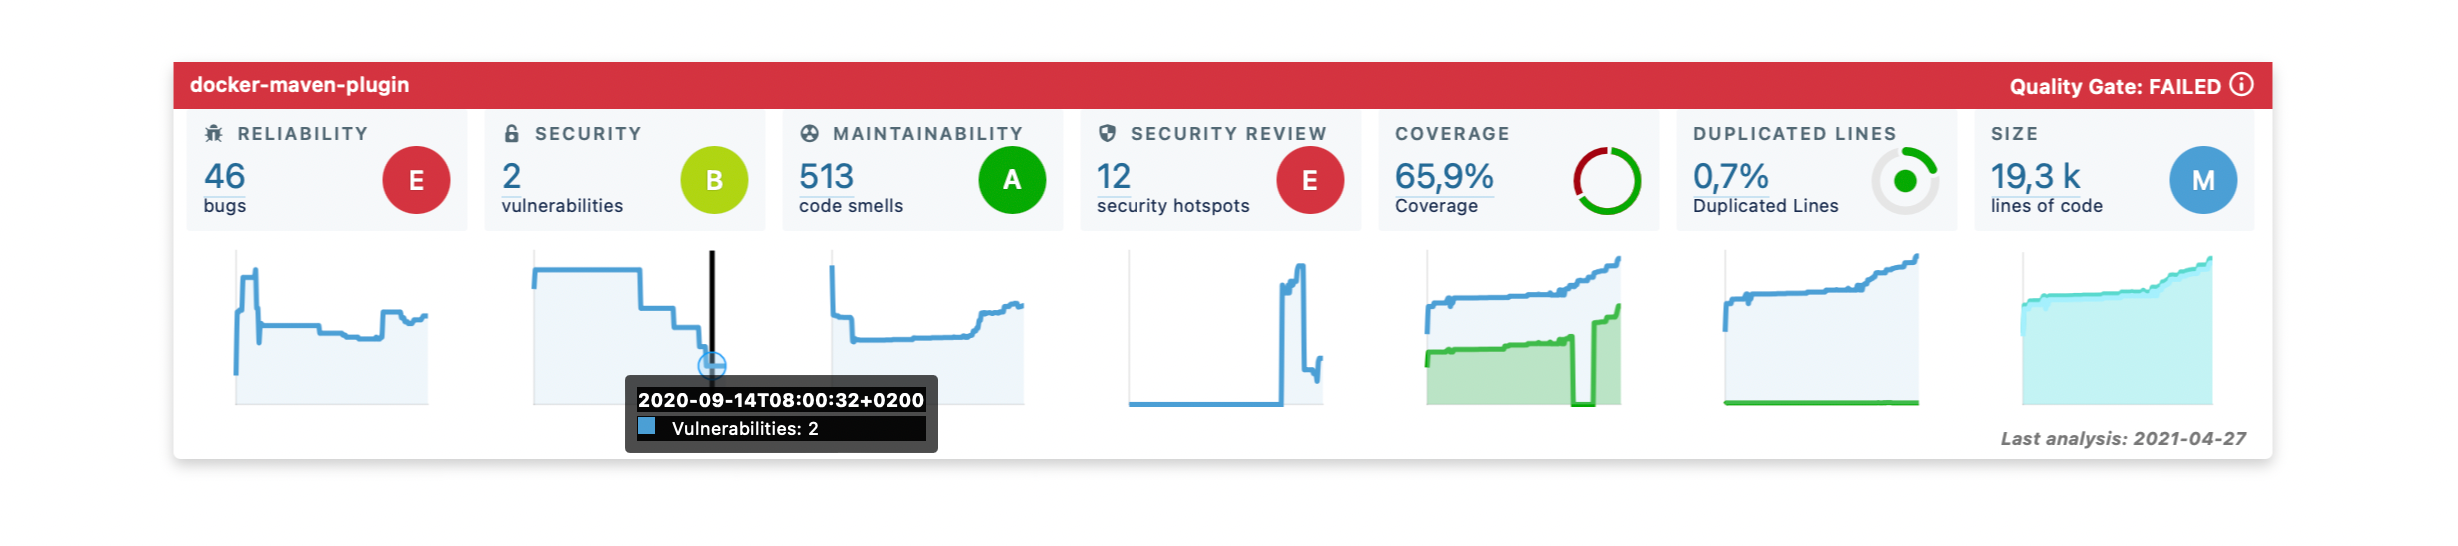 docker-maven-plugin
Quality Gate: FAILED
RELIABILITY
46
bugs
E
SECURITY
2
vulnerabilities
B
MAINTAINABILITY
513
code smells
A
SECURITY REVIEW
12
security hotspots
E
COVERAGE
65,9%
Coverage
DUPLICATED LINES
0,7%
Duplicated Lines
SIZE
19,3 k
lines of code
M
2020-09-14T08:00:32+0200
Vulnerabilities: 2
Last analysis: 2021-04-27